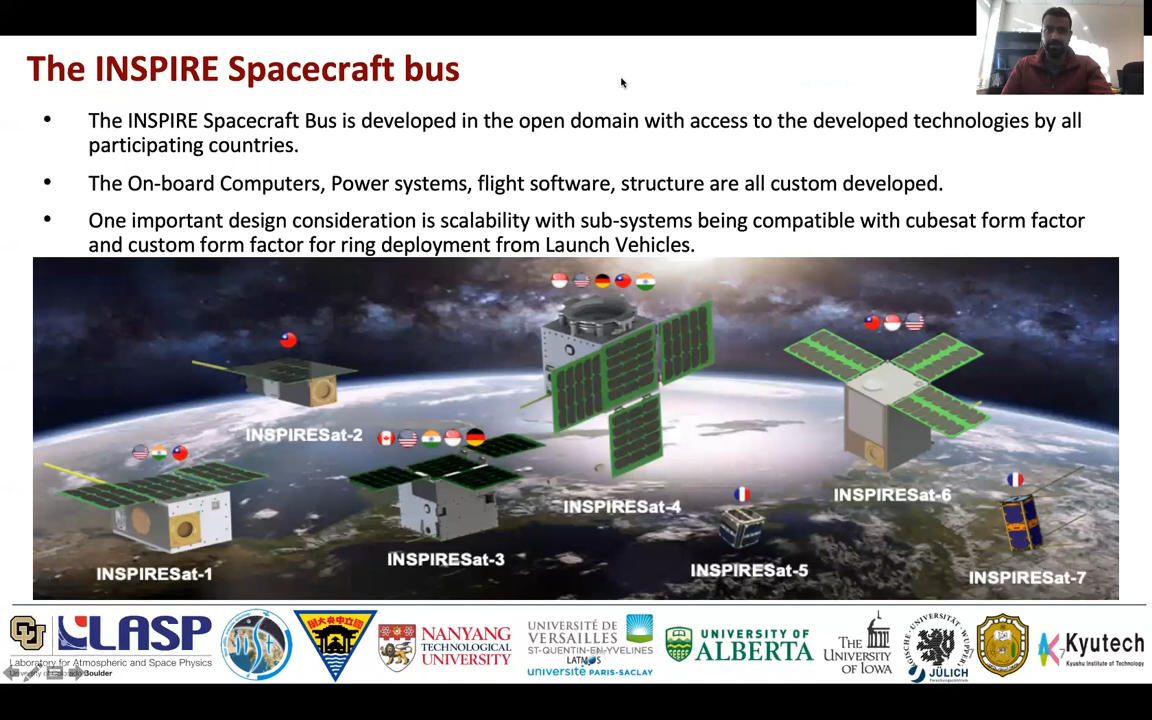 The INSPIRE Spacecraft bus
• The INSPIRE Spacecraft Bus is developed in the open domain with access to the developed technologies by all
participating countries.
• The On-board Computers, Power systems, flight software, structure are all custom developed.
• One important design consideration is scalability with sub-systems being compatible with cubesat form factor
and custom form factor for ring deployment from Launch Vehicles.
INSPIRESat-2
INSPIRESat-4
INSPIRESat-6
INSPIRESat-1
INSPIRESat-3
INSPIRESat-5
INSPIRESat-7
CU
LASP
Laboratory for Atmospheric and Space Physics
Boulder
NANYANG
TECHNOLOGICAL
UNIVERSITY
UNIVERSITÉ DE
VERSAILLES
ST-QUENTIN-EN-YVELINES
LATMOS
université PARIS-SACLAY
UNIVERSITY OF
ALBERTA
THE
UNIVERSITY
OF IOWA
JÜLICH
Forschungszentrum
7
Kyutech
Kyushu Institute of Technology